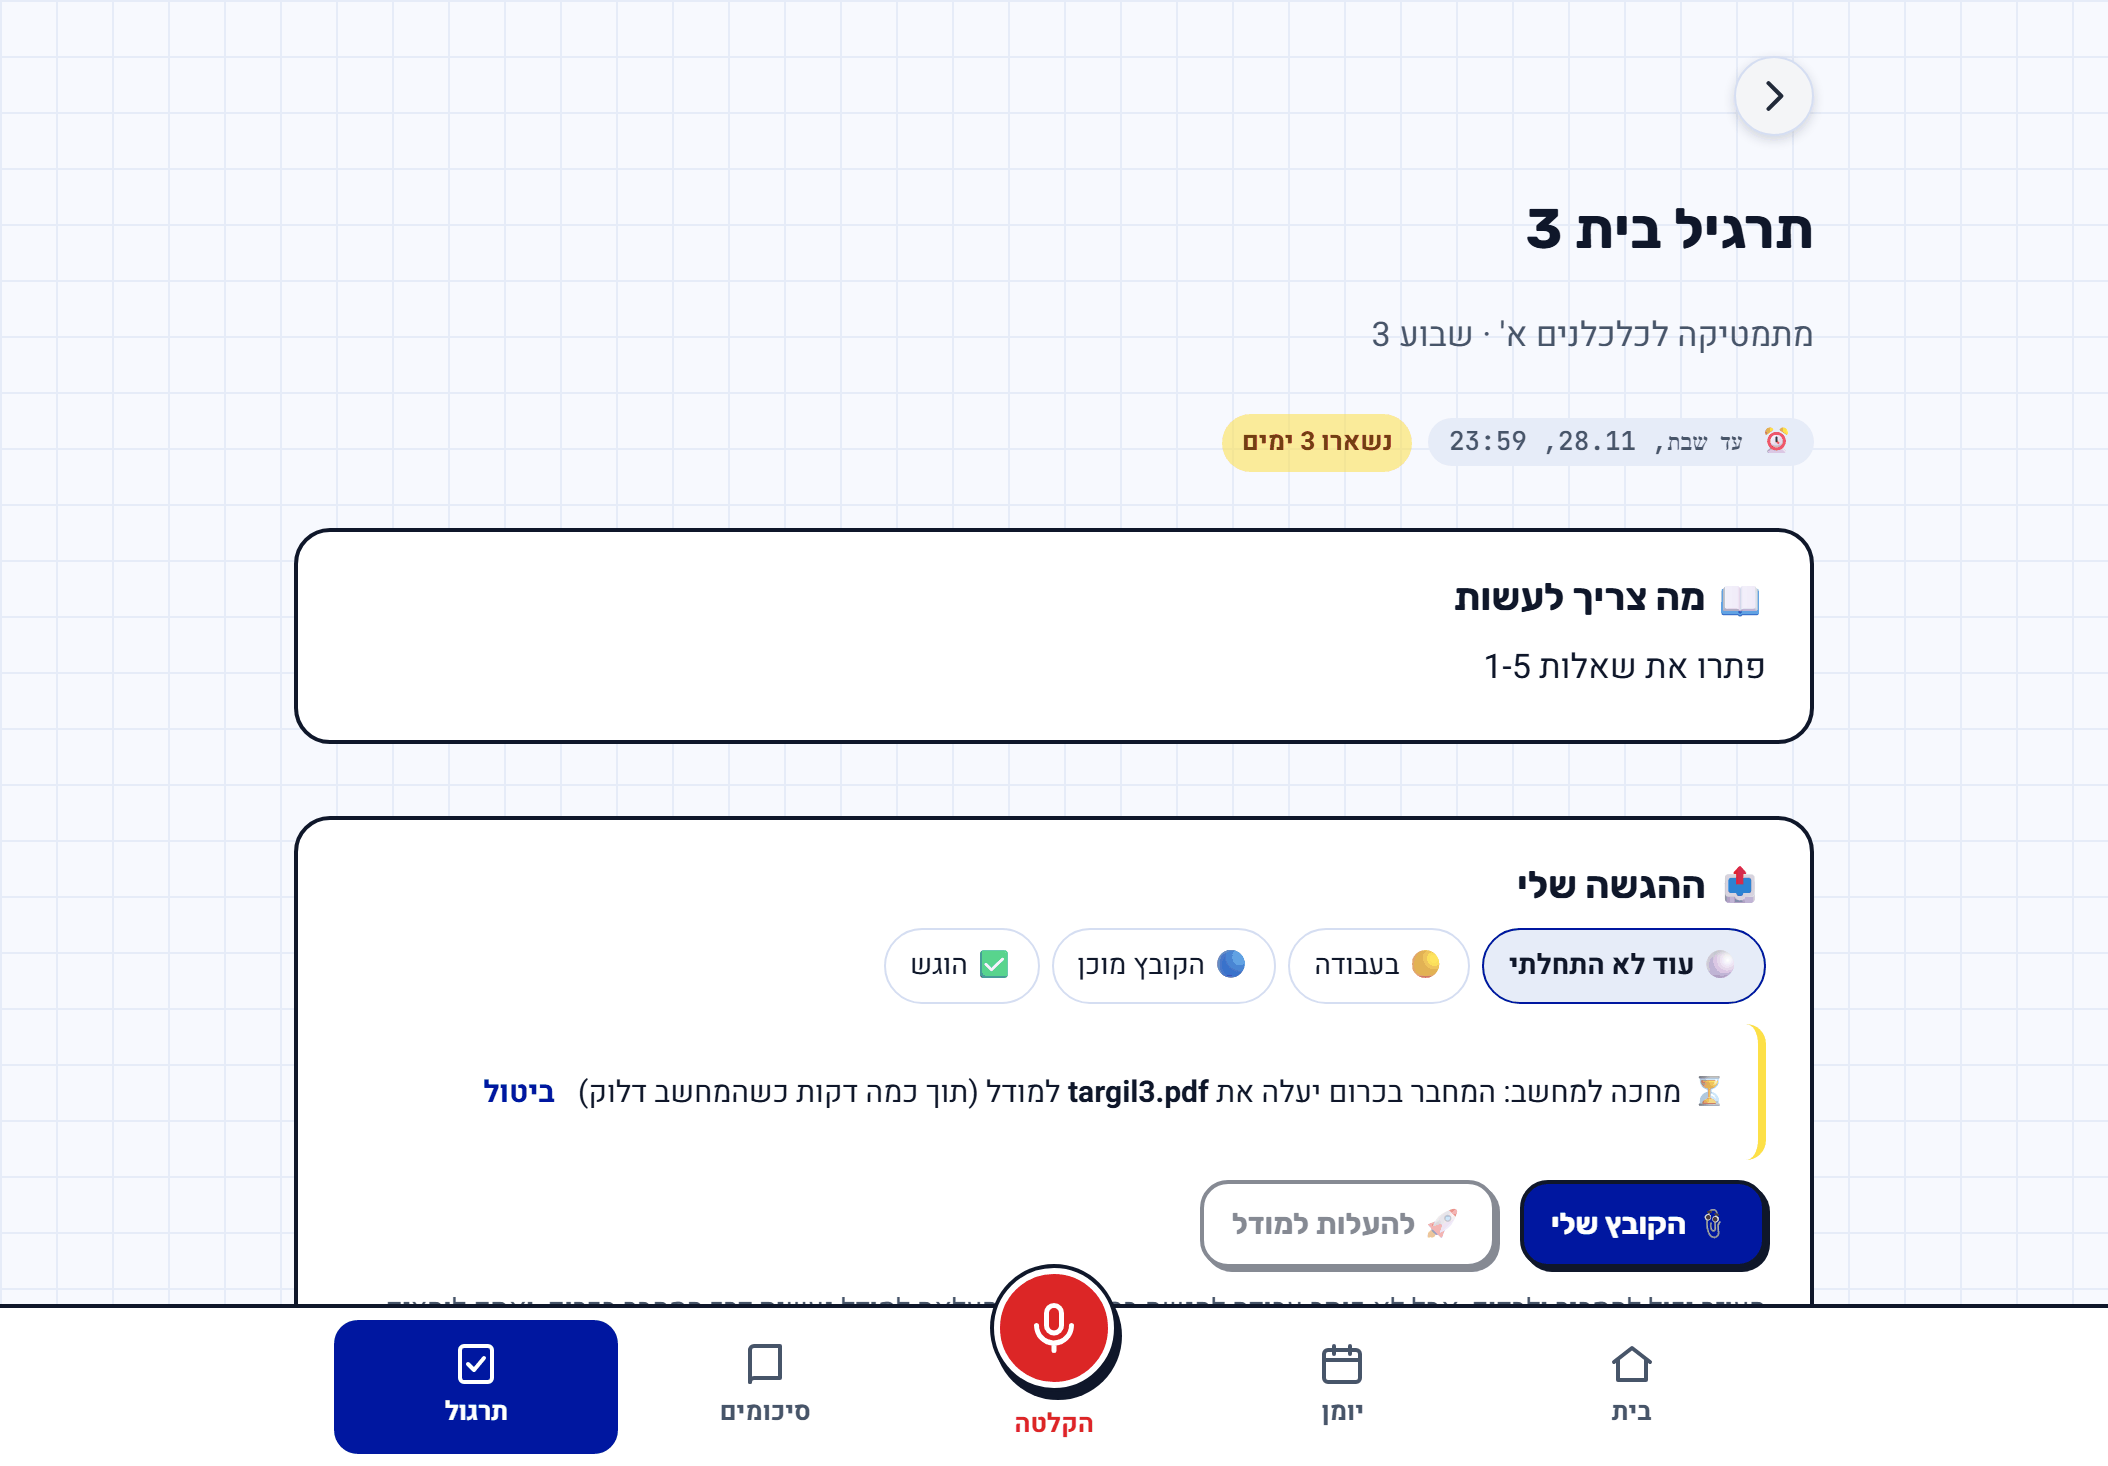 תרגיל בית 3
מתמטיקה לכלכלנים א' · שבוע 3
עד שבת, 28.11, 23:59
נשארו 3 ימים
מה צריך לעשות
פתרו את שאלות 1-5
ההגשה שלי
עוד לא התחלתי
בעבודה
הקובץ מוכן
הוגש
מחכה למחשב: המחבר בכרום יעלה את targil3.pdf למודל (תוך כמה דקות כשהמחשב דלוק) ביטול
הקובץ שלי
להעלות למודל
בית
יומן
הקלטה
סיכומים
תרגול